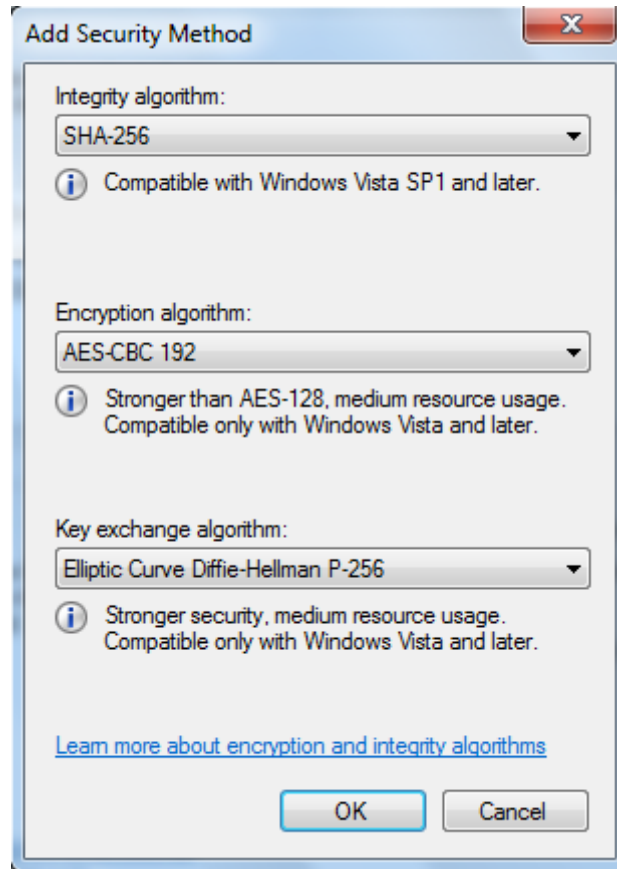 Add Security Method
Integrity algorithm:
SHA-256
Compatible with Windows Vista SP1 and later.
Encryption algorithm:
AES-CBC 192
Stronger than AES-128, medium resource usage.
Compatible only with Windows Vista and later.
Key exchange algorithm:
Elliptic Curve Diffie-Hellman P-256
Stronger security, medium resource usage.
Compatible only with Windows Vista and later.
Learn more about encryption and integrity algorithms
OK Cancel